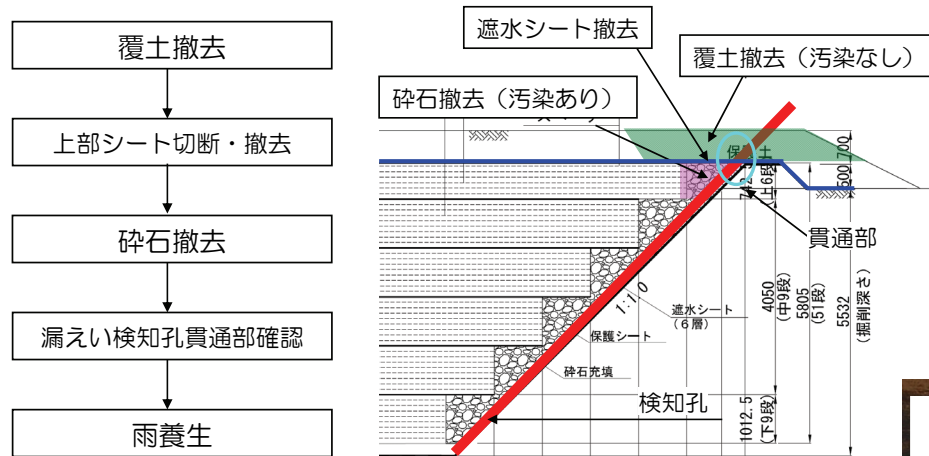 覆土撤去
上部シート切断・撤去
砕石撤去
漏えい検知孔貫通部確認
雨養生
遮水シート撤去
覆土撤去（汚染なし）
砕石撤去（汚染あり）
700
500
(上6段)
貫通部
1:1.0
遮水シート
(6層)
保護シート
砕石充填
検知孔
4050
(中9段)
5805
(51段)
5532
(掘削深さ)
1012.5
(下9段)